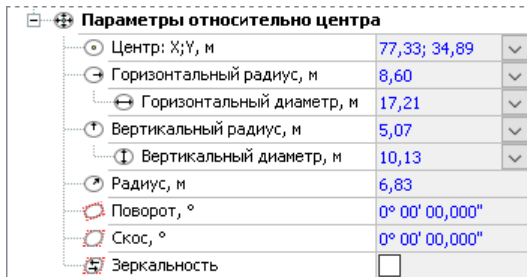 Параметры относительно центра
Центр: X;Y, м 77,33; 34,89
Горизонтальный радиус, м 8,60
Горизонтальный диаметр, м 17,21
Вертикальный радиус, м 5,07
Вертикальный диаметр, м 10,13
Радиус, м 6,83
Поворот, ° 0° 00' 00,000"
Скос, ° 0° 00' 00,000"
Зеркальность